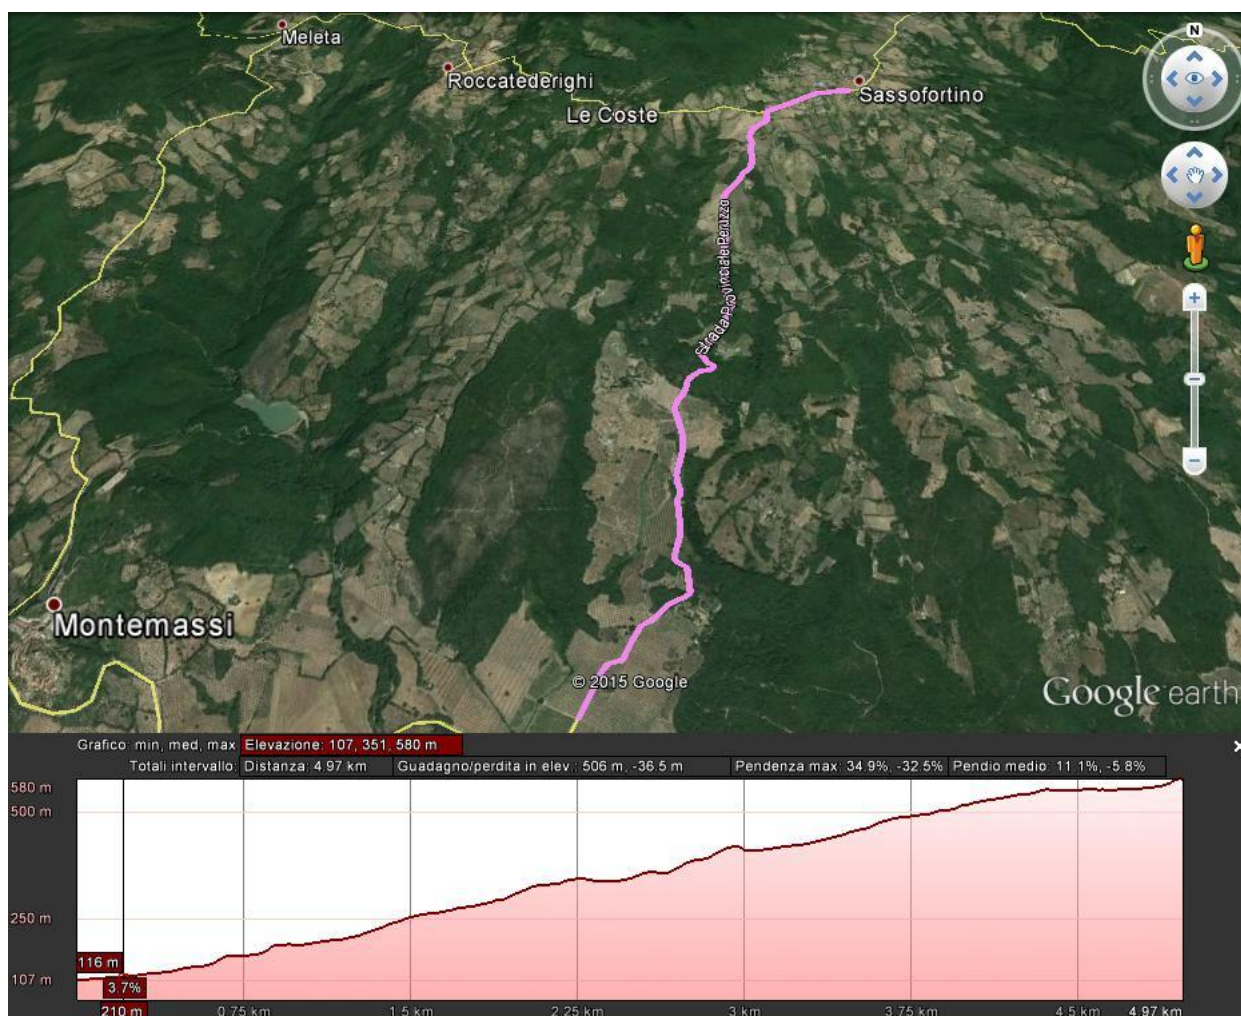 N
Meleta
Roccatederighi
Sassofortino
Le Coste
Strada Provinciale Peruzzo
Montemassi
© 2015 Google
Google earth
Grafico: min, med, max Elevazione: 107, 351, 580 m
Totali intervallo: Distanza: 4.97 km Guadagno/perdita in elev.: 506 m, -36.5 m Pendenza max: 34.9%, -32.5% Pendio medio: 11.1%, -5.8%
580 m
500 m
250 m
116 m
107 m
3.7%
210 m 0.75 km 1.5 km 2.25 km 3 km 3.75 km 4.5 km 4.97 km